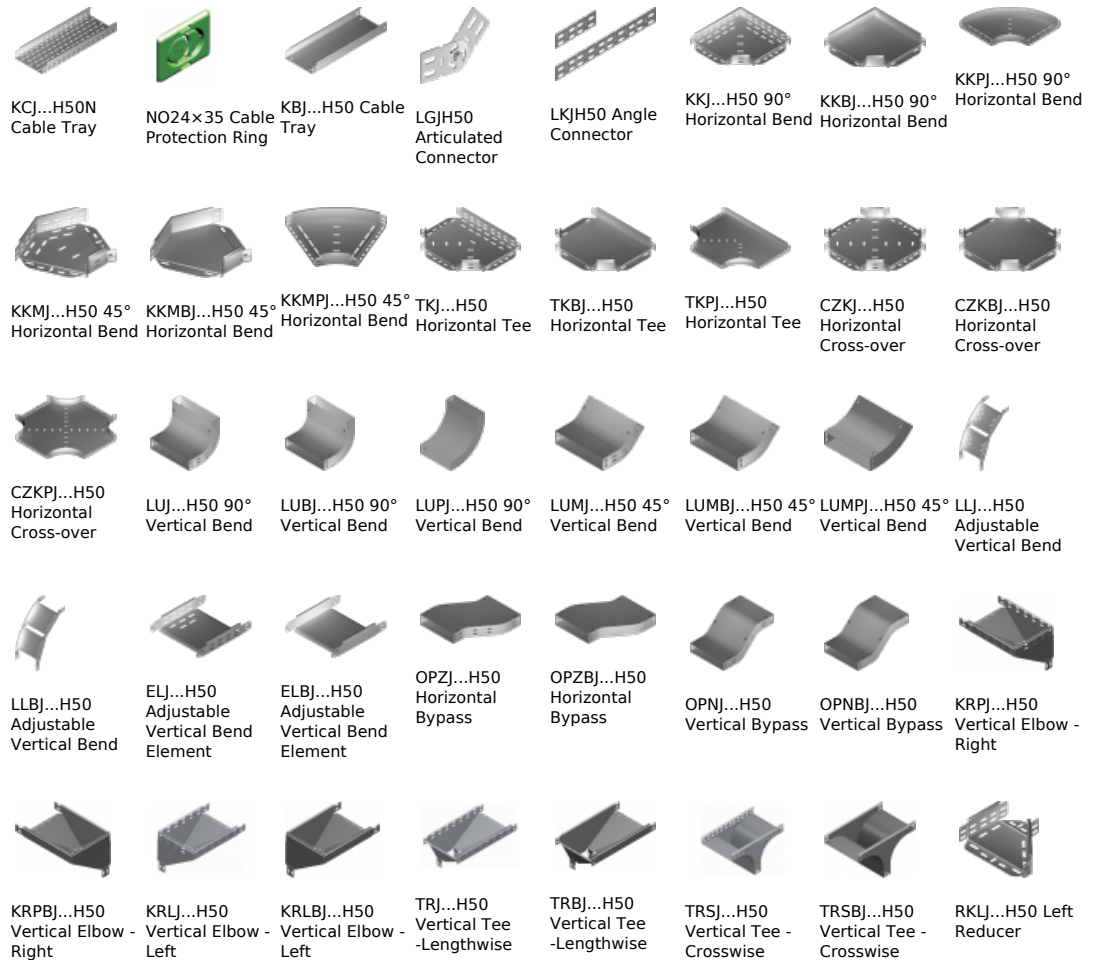 KCJ...H50N
Cable Tray
NO24×35 Cable
Protection Ring
KBJ...H50 Cable
Tray
LGJH50
Articulated
Connector
LKJH50 Angle
Connector
KKJ...H50 90°
Horizontal Bend
KKBJ...H50 90°
Horizontal Bend
KKPJ...H50 90°
Horizontal Bend
KKMJ...H50 45°
Horizontal Bend
KKMBJ...H50 45°
Horizontal Bend
KKMPJ...H50 45°
Horizontal Bend
TKJ...H50
Horizontal Tee
TKBJ...H50
Horizontal Tee
TKPJ...H50
Horizontal Tee
CZKJ...H50
Horizontal
Cross-over
CZKBJ...H50
Horizontal
Cross-over
CZKPJ...H50
Horizontal
Cross-over
LUJ...H50 90°
Vertical Bend
LUBJ...H50 90°
Vertical Bend
LUPJ...H50 90°
Vertical Bend
LUMJ...H50 45°
Vertical Bend
LUMBJ...H50 45°
Vertical Bend
LUMPJ...H50 45°
Vertical Bend
LLJ...H50
Adjustable
Vertical Bend
LLBJ...H50
Adjustable
Vertical Bend
ELJ...H50
Adjustable
Vertical Bend
Element
ELBJ...H50
Adjustable
Vertical Bend
Element
OPZJ...H50
Horizontal
Bypass
OPZBJ...H50
Horizontal
Bypass
OPNJ...H50
Vertical Bypass
OPNBJ...H50
Vertical Bypass
KRPJ...H50
Vertical Elbow -
Right
KRPBJ...H50
Vertical Elbow -
Right
KRLJ...H50
Vertical Elbow -
Left
KRLBJ...H50
Vertical Elbow -
Left
TRJ...H50
Vertical Tee
-Lengthwise
TRBJ...H50
Vertical Tee
-Lengthwise
TRSJ...H50
Vertical Tee -
Crosswise
TRSBJ...H50
Vertical Tee -
Crosswise
RKLJ...H50 Left
Reducer